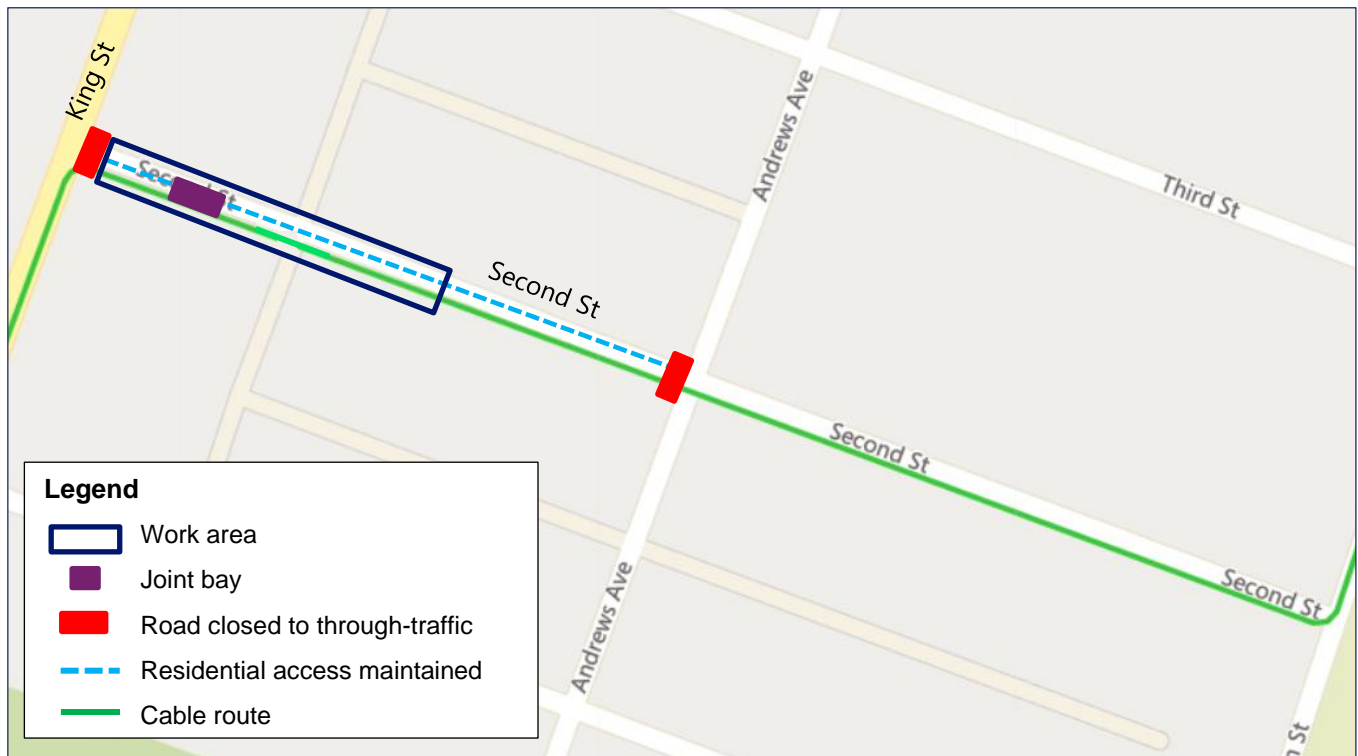 King St
Second St
Second St
Andrews Ave
Third St
Second St
Second St
Andrews Ave
Legend
Work area
Joint bay
Road closed to through-traffic
Residential access maintained
Cable route